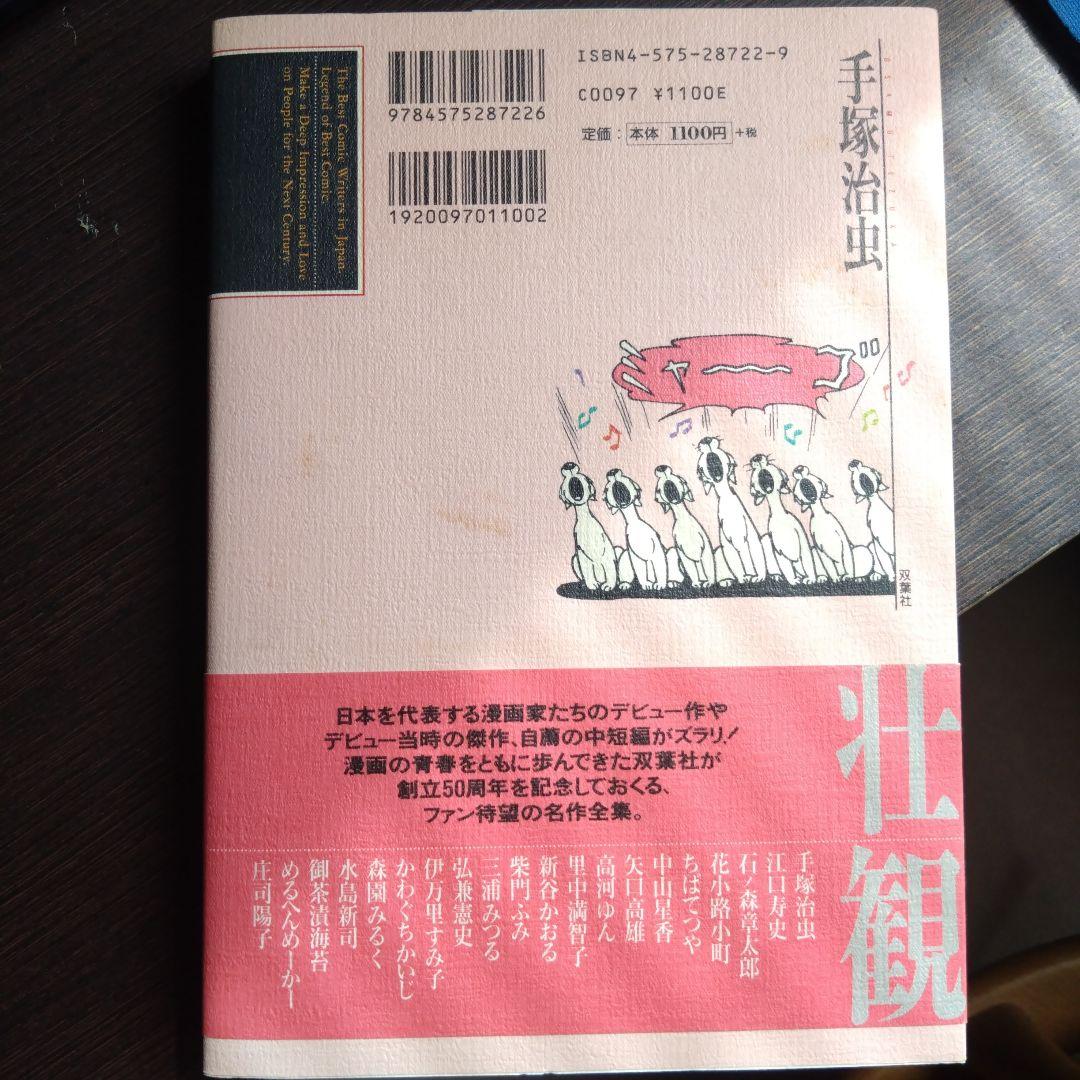 The Best Comic Writers in Japan.
Legend of Best Comic.
Make a Deep Impression and Love
on People for the Next Century.
9784575287226
1920097011002
ISBN4-575-28722-9
C0097 ¥1100E
定価：本体 1100円+税
手塚治虫
OSAMU TEZUKA
ミャーーゴ
双葉社
壮観
日本を代表する漫画家たちのデビュー作や
デビュー当時の傑作、自薦の中短編がズラリ!
漫画の青春をともに歩んできた双葉社が
創立50周年を記念しておくる、
ファン待望の名作全集。
手塚治虫
江口寿史
石ノ森章太郎
花小路小町
ちばてつや
中山星香
矢口高雄
高河ゆん
里中満智子
新谷かおる
柴門ふみ
三浦みつる
弘兼憲史
伊万里すみ子
かわぐちかいじ
森園みるく
水島新司
御茶漬海苔
めるへんめーかー
庄司陽子